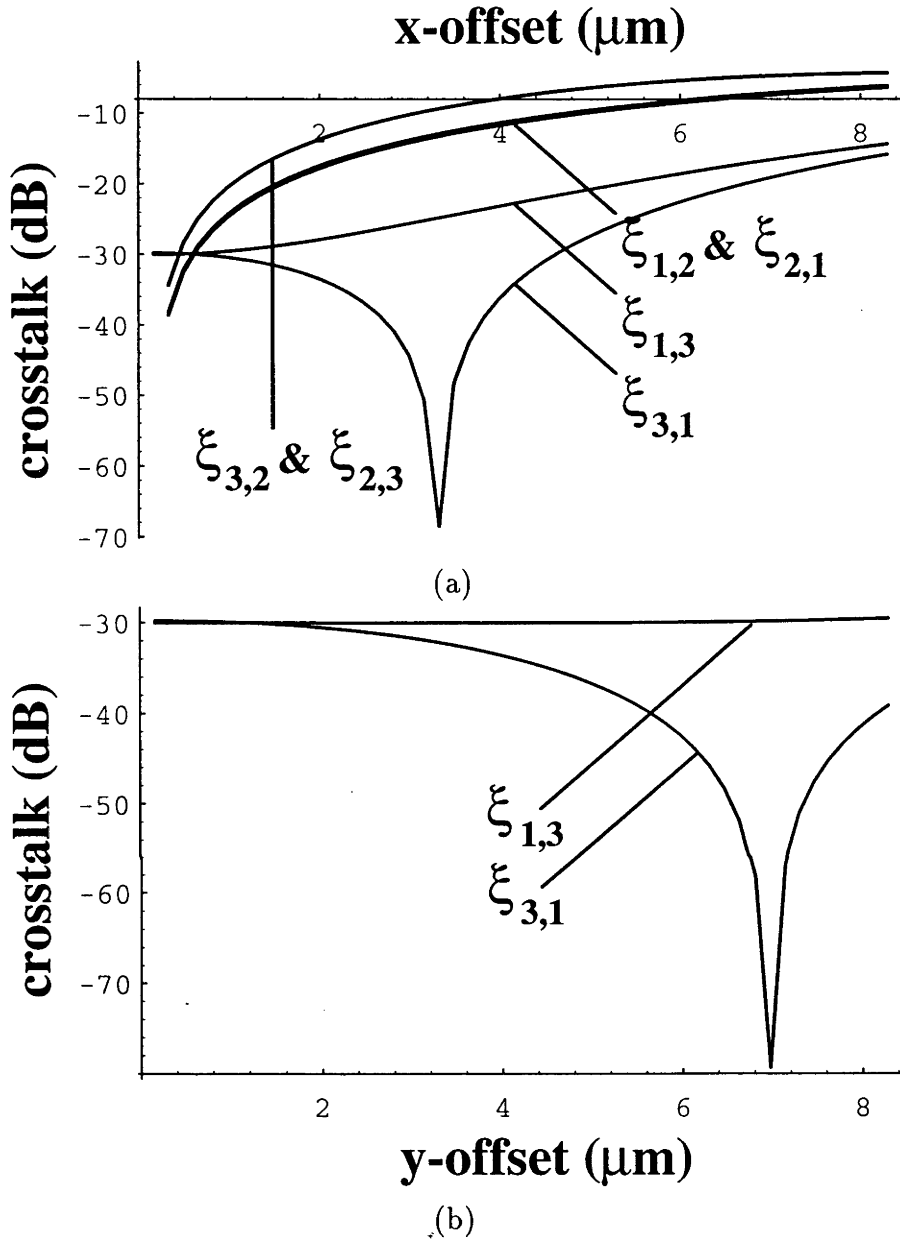 x-offset (μm)
crosstalk (dB)
-10
-20
-30
-40
-50
-60
-70
2
4
6
8
ξ1,2 & ξ2,1
ξ1,3
ξ3,1
ξ3,2 & ξ2,3
(a)
crosstalk (dB)
-30
-40
-50
-60
-70
ξ1,3
ξ3,1
2
4
6
8
y-offset (μm)
(b)